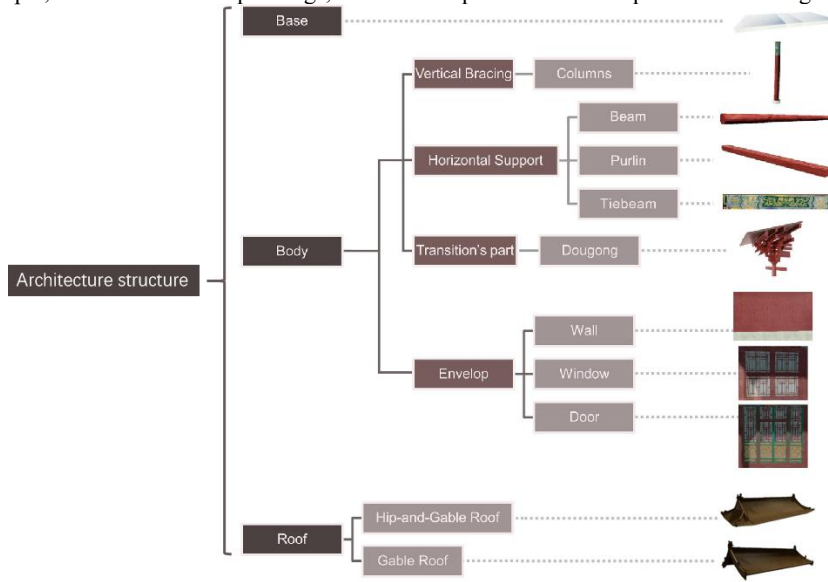 Base
Vertical Bracing
Columns
Beam
Horizontal Support
Purlin
Tiebeam
Body
Transition's part
Dougong
Architecture structure
Wall
Envelop
Window
Door
Hip-and-Gable Roof
Roof
Gable Roof